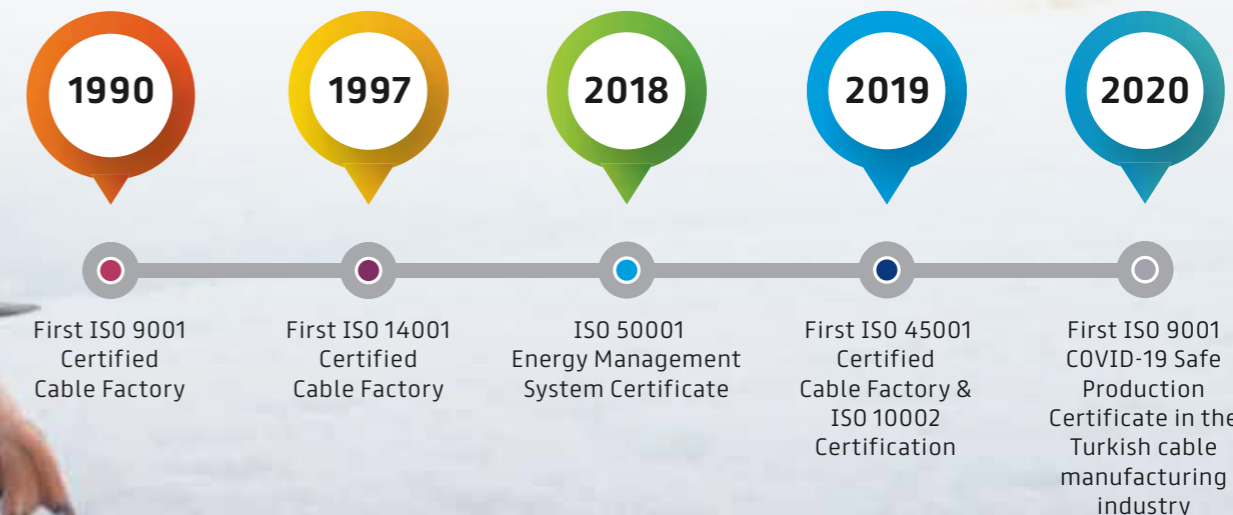 1990
First ISO 9001
Certified
Cable Factory
1997
First ISO 14001
Certified
Cable Factory
2018
ISO 50001
Energy Management
System Certificate
2019
First ISO 45001
Certified
Cable Factory &
ISO 10002
Certification
2020
First ISO 9001
COVID-19 Safe
Production
Certificate in the
Turkish cable
manufacturing
industry